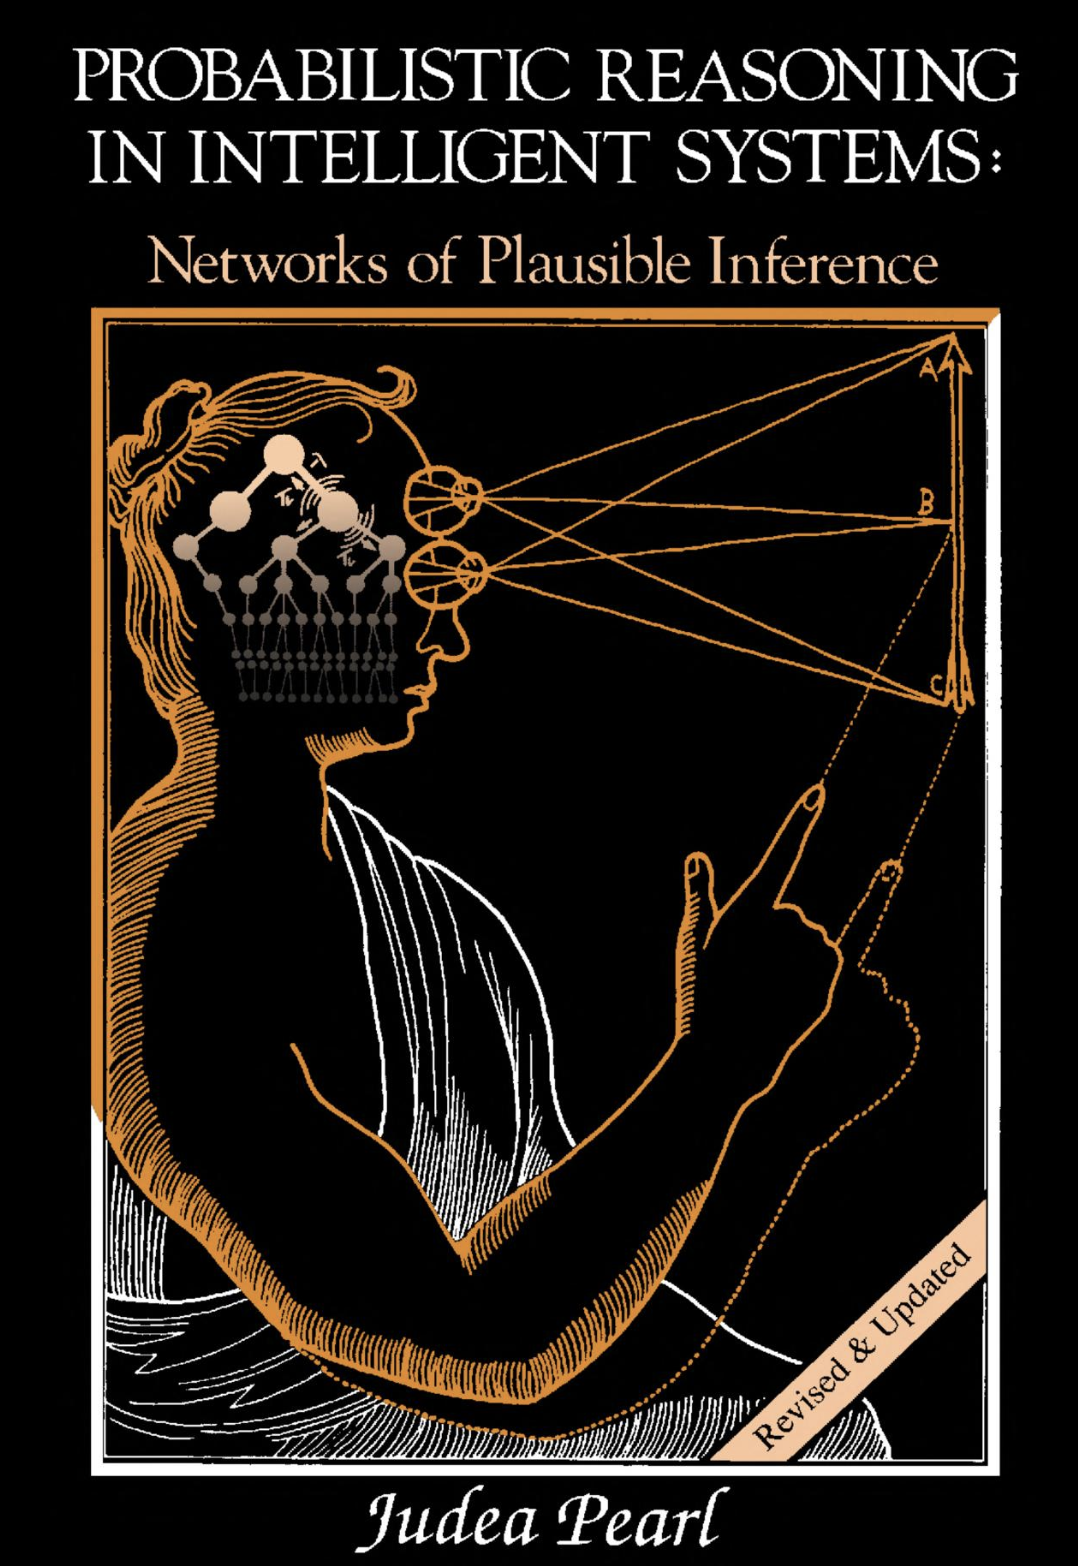 PROBABILISTIC REASONING
IN INTELLIGENT SYSTEMS:
Networks of Plausible Inference
A
B
C
λ
π
Revised & Updated
Judea Pearl